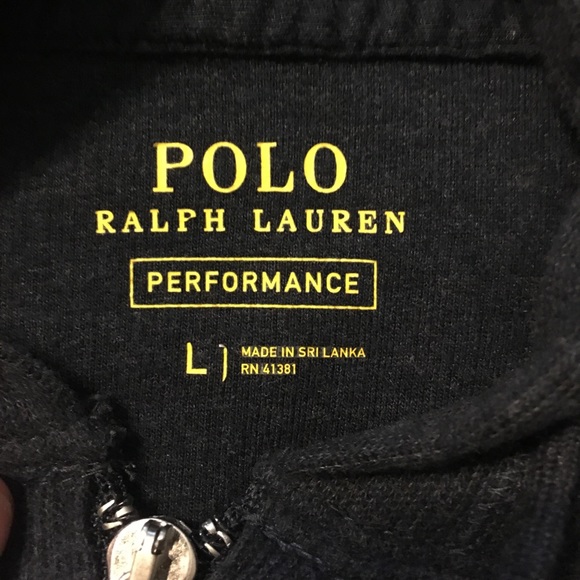 POLO
RALPH LAUREN
PERFORMANCE
L
MADE IN SRI LANKA
RN 41381